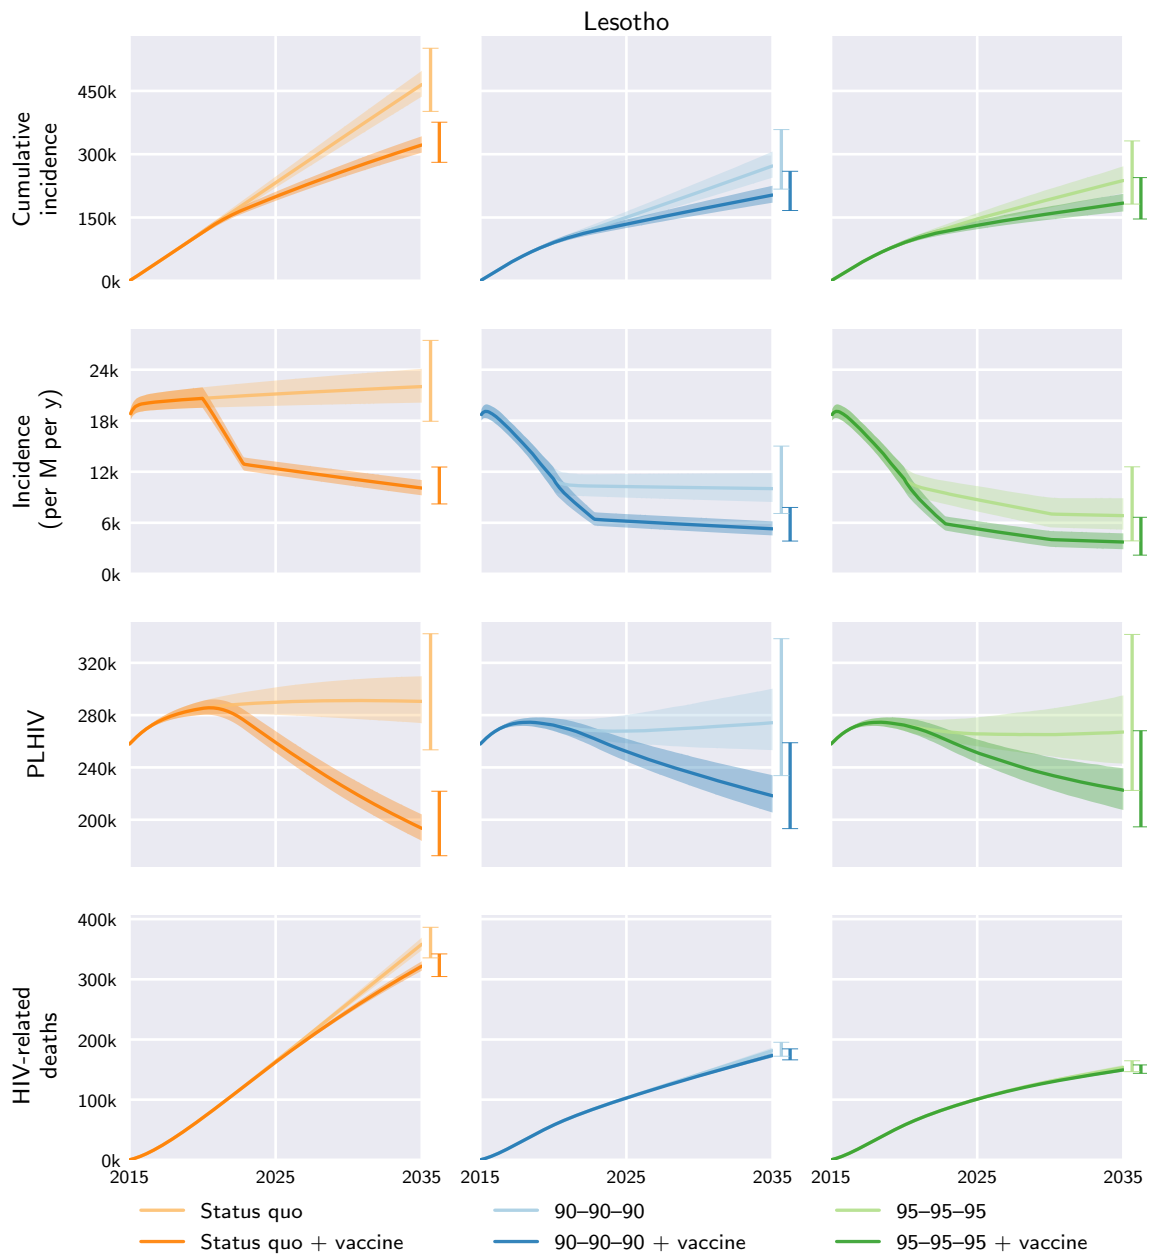 Lesotho
Cumulative
incidence
450k
300k
150k
0k
Incidence
(per M per y)
24k
18k
12k
6k
0k
PLHIV
320k
280k
240k
200k
HIV-related
deaths
400k
300k
200k
100k
0k
2015 2025 2035 2015 2025 2035 2015 2025 2035
Status quo 90–90–90 95–95–95
Status quo + vaccine 90–90–90 + vaccine 95–95–95 + vaccine